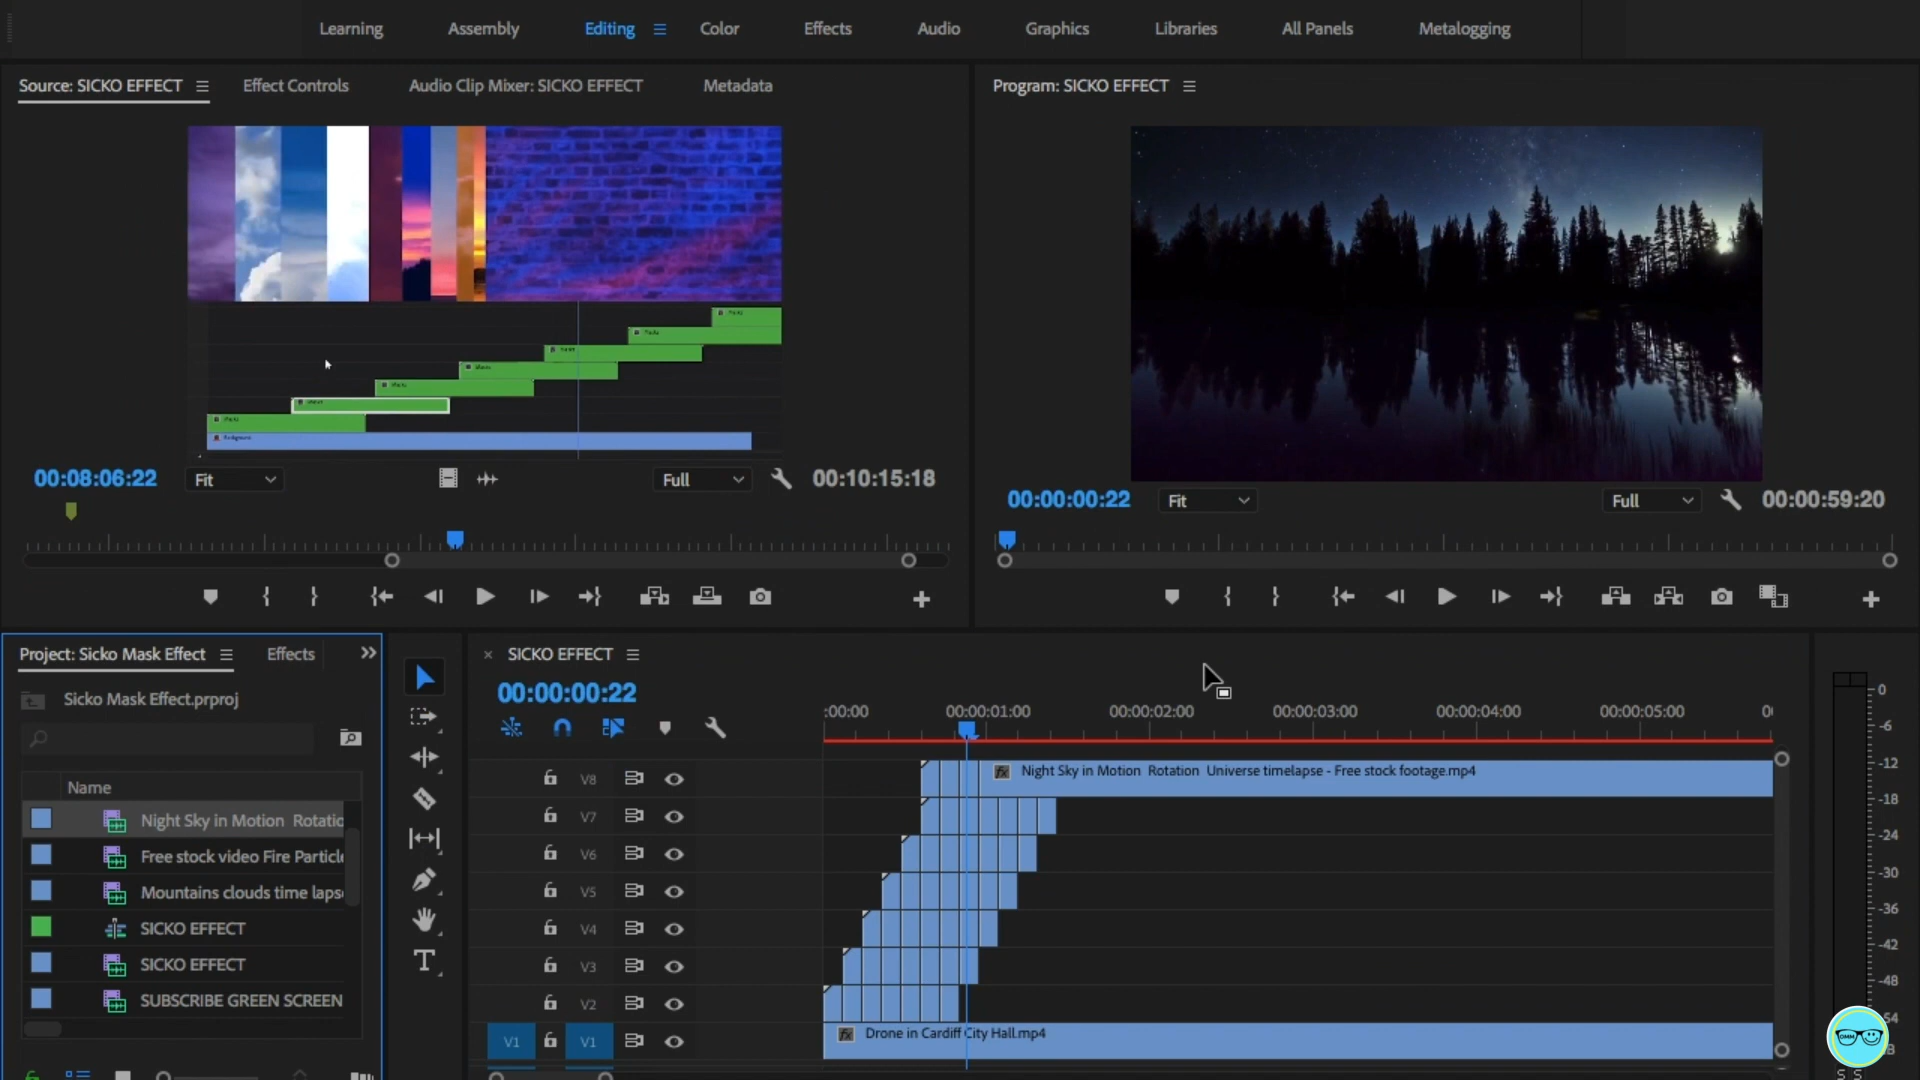 Learning Assembly Editing Color Effects Audio Graphics Libraries All Panels Metalogging
Source: SICKO EFFECT Effect Controls Audio Clip Mixer: SICKO EFFECT Metadata
Program: SICKO EFFECT
00:08:06:22 Fit Full 00:10:15:18
00:00:00:22 Fit Full 00:00:59:20
Project: Sicko Mask Effect Effects
Sicko Mask Effect.prproj
Name
Night Sky in Motion Rotatio
Free stock video Fire Particle
Mountains clouds time laps
SICKO EFFECT
SICKO EFFECT
SUBSCRIBE GREEN SCREEN
SICKO EFFECT
00:00:00:22
:00:00 00:00:01:00 00:00:02:00 00:00:03:00 00:00:04:00 00:00:05:00
V8 fx Night Sky in Motion Rotation Universe timelapse - Free stock footage.mp4
V7
V6
V5
V4
V3
V2
V1 V1 fx Drone in Cardiff City Hall.mp4
T
0
-6
-12
-18
-24
-30
-36
-42
-48
S S